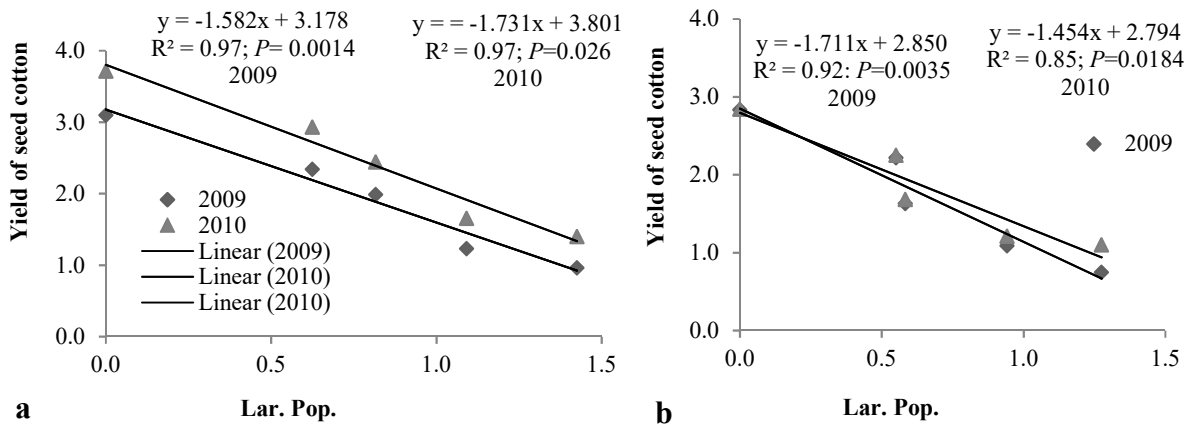 y = -1.582x + 3.178
R² = 0.97; P= 0.0014
2009
y = = -1.731x + 3.801
R² = 0.97; P=0.026
2010
Yield of seed cotton
4.0
3.0
2.0
1.0
0.0
2009
2010
Linear (2009)
Linear (2010)
Linear (2010)
0.0
0.5
1.0
1.5
Lar. Pop.
a
y = -1.711x + 2.850
R² = 0.92: P=0.0035
2009
y = -1.454x + 2.794
R² = 0.85; P=0.0184
2010
Yield of seed cotton
4.0
3.0
2.0
1.0
0.0
2009
0.0
0.5
1.0
1.5
Lar. Pop.
b